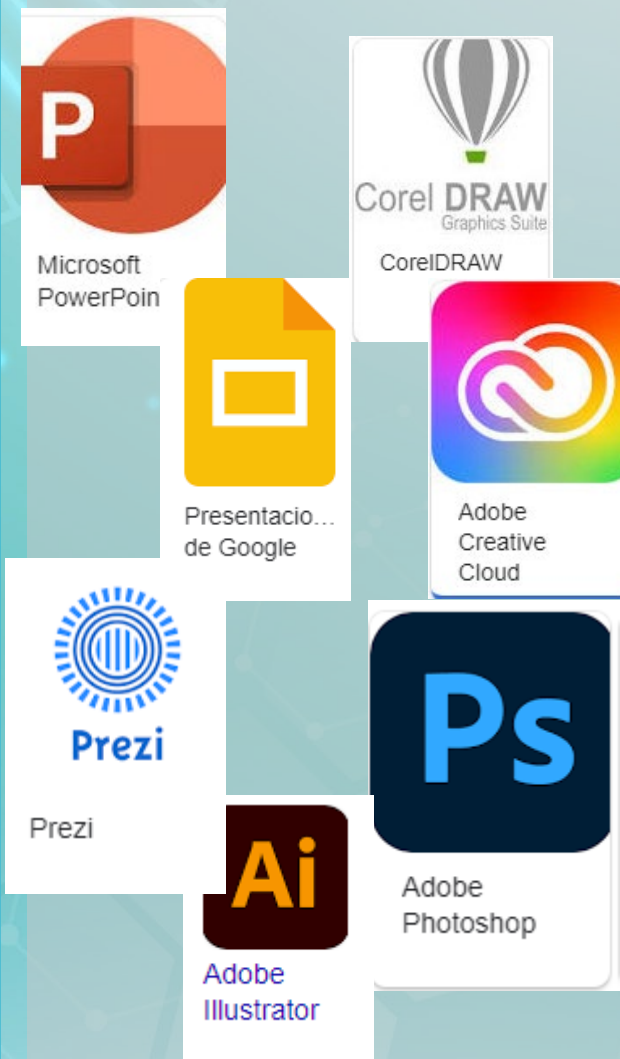 P
Microsoft
PowerPoin
Corel DRAW
Graphics Suite
CorelDRAW
Presentacio...
de Google
Adobe
Creative
Cloud
Prezi
Prezi
Ps
Adobe
Photoshop
Ai
Adobe
Illustrator